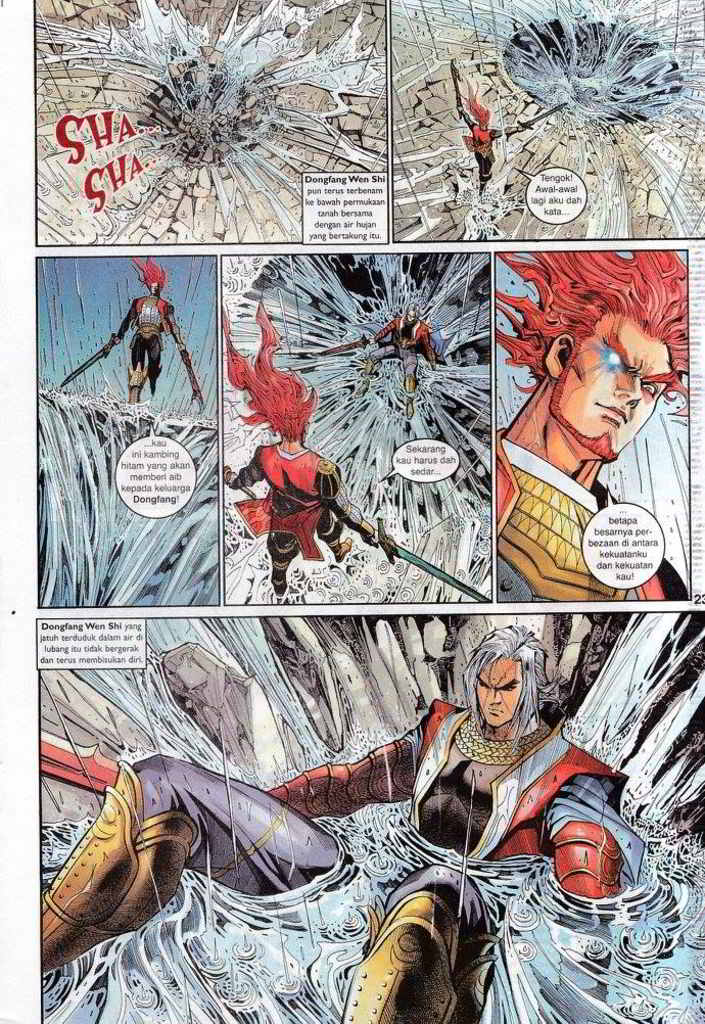 SHA...
SHA...
Dongfang Wen Shi
pun terus terbenam
ke bawah permukaan
tanah bersama
dengan air hujan
yang bertakung itu.
Tengok!
Awal-awal
lagi aku dah
kata...
...kau
ini kambing
hitam yang akan
memberi aib
kepada keluarga
Dongfang!
Sekarang
kau harus dah
sedar...
...
betapa
besarnya per-
bezaan di antara
kekuatanku
dan kekuatan
kau!
23
Dongfang Wen Shi yang
jatuh terduduk dalam air di
lubang itu tidak bergerak
dan terus membisukan diri.